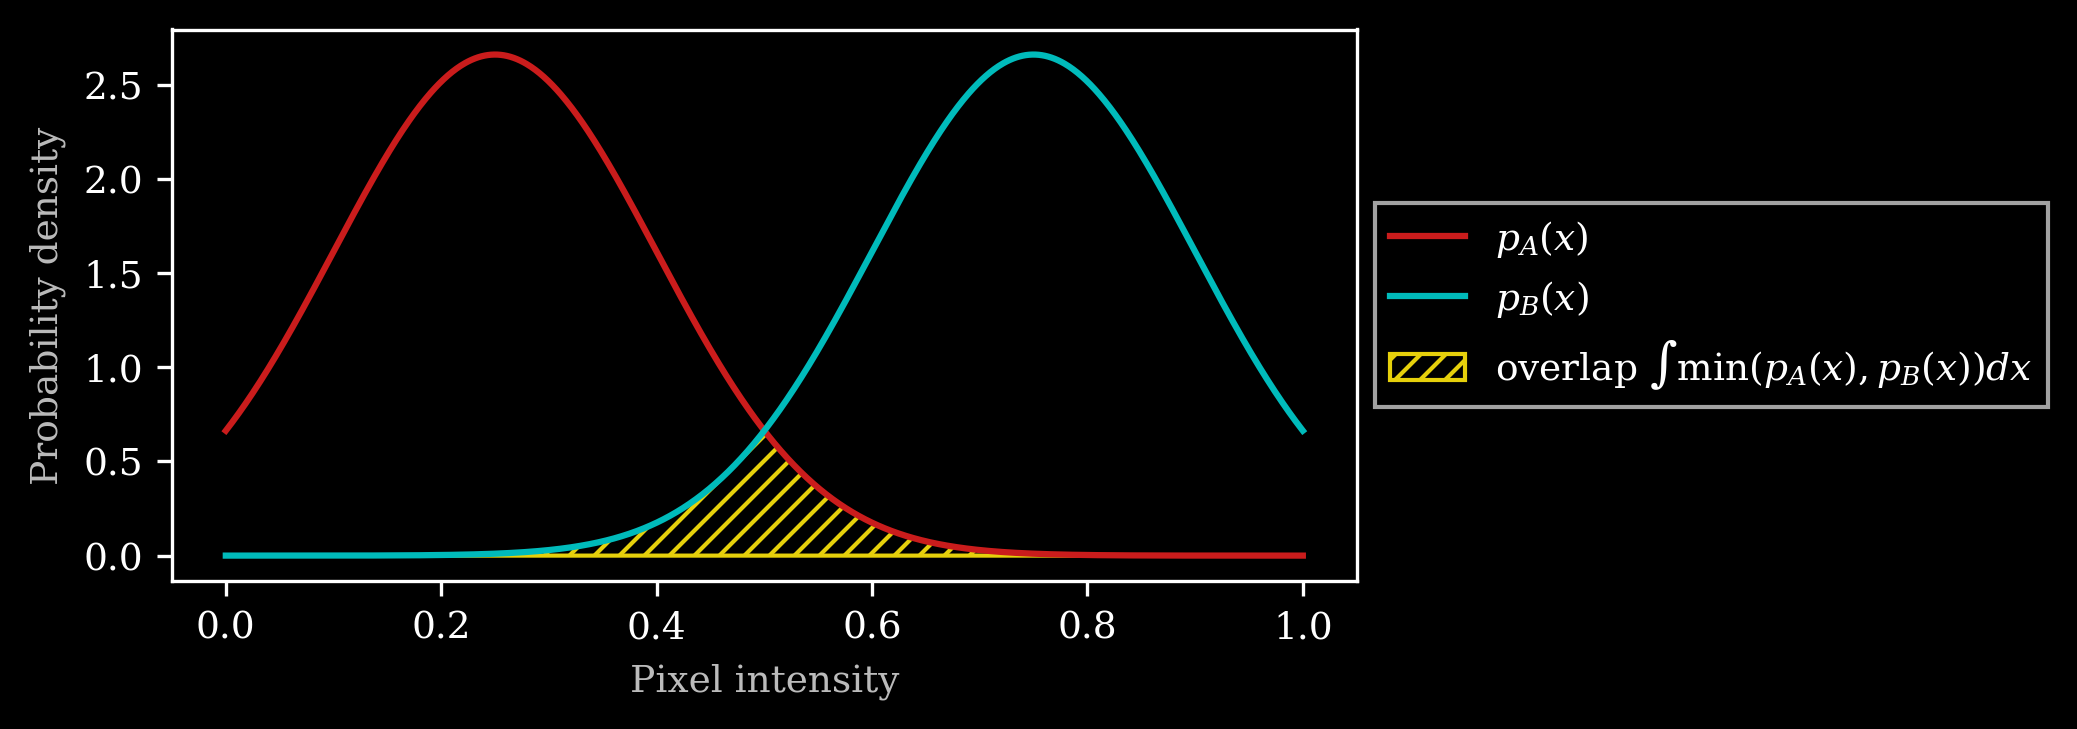 Probability density
2.5
2.0
1.5
1.0
0.5
0.0
0.0 0.2 0.4 0.6 0.8 1.0
Pixel intensity
p_A(x)
p_B(x)
overlap ∫min(p_A(x), p_B(x))dx